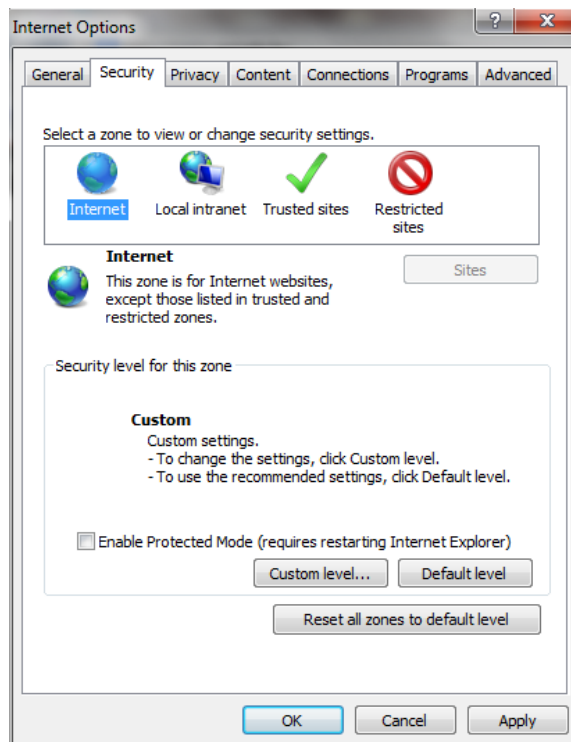 Internet Options
General Security Privacy Content Connections Programs Advanced
Select a zone to view or change security settings.
Internet Local intranet Trusted sites Restricted
sites
Internet
This zone is for Internet websites,
except those listed in trusted and
restricted zones.
Sites
Security level for this zone
Custom
Custom settings.
- To change the settings, click Custom level.
- To use the recommended settings, click Default level.
Enable Protected Mode (requires restarting Internet Explorer)
Custom level... Default level
Reset all zones to default level
OK Cancel Apply